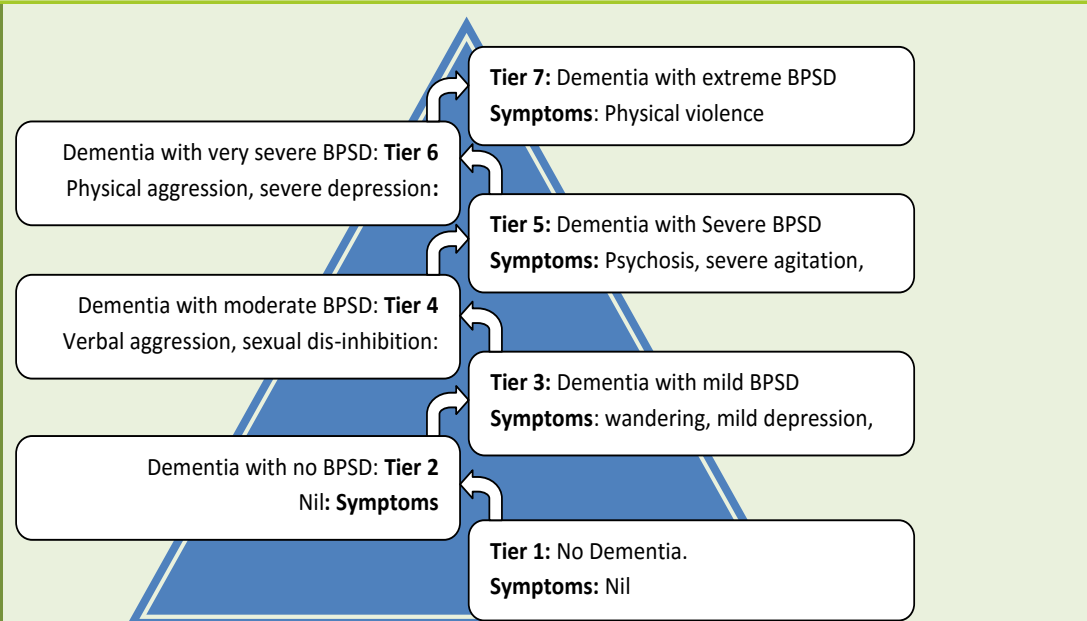 Tier 7: Dementia with extreme BPSD
Symptoms: Physical violence
Dementia with very severe BPSD: Tier 6
Physical aggression, severe depression:
Tier 5: Dementia with Severe BPSD
Symptoms: Psychosis, severe agitation,
Dementia with moderate BPSD: Tier 4
Verbal aggression, sexual dis-inhibition:
Tier 3: Dementia with mild BPSD
Symptoms: wandering, mild depression,
Dementia with no BPSD: Tier 2
Nil: Symptoms
Tier 1: No Dementia.
Symptoms: Nil